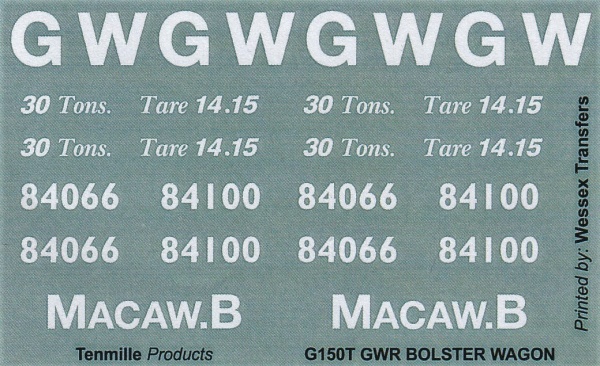 GWGWGWGW
30 Tons. Tare 14.15 30 Tons. Tare 14.15
30 Tons. Tare 14.15 30 Tons. Tare 14.15
84066 84100 84066 84100
84066 84100 84066 84100
MACAW.B MACAW.B
Tenmille Products G150T GWR BOLSTER WAGON
Printed by: Wessex Transfers